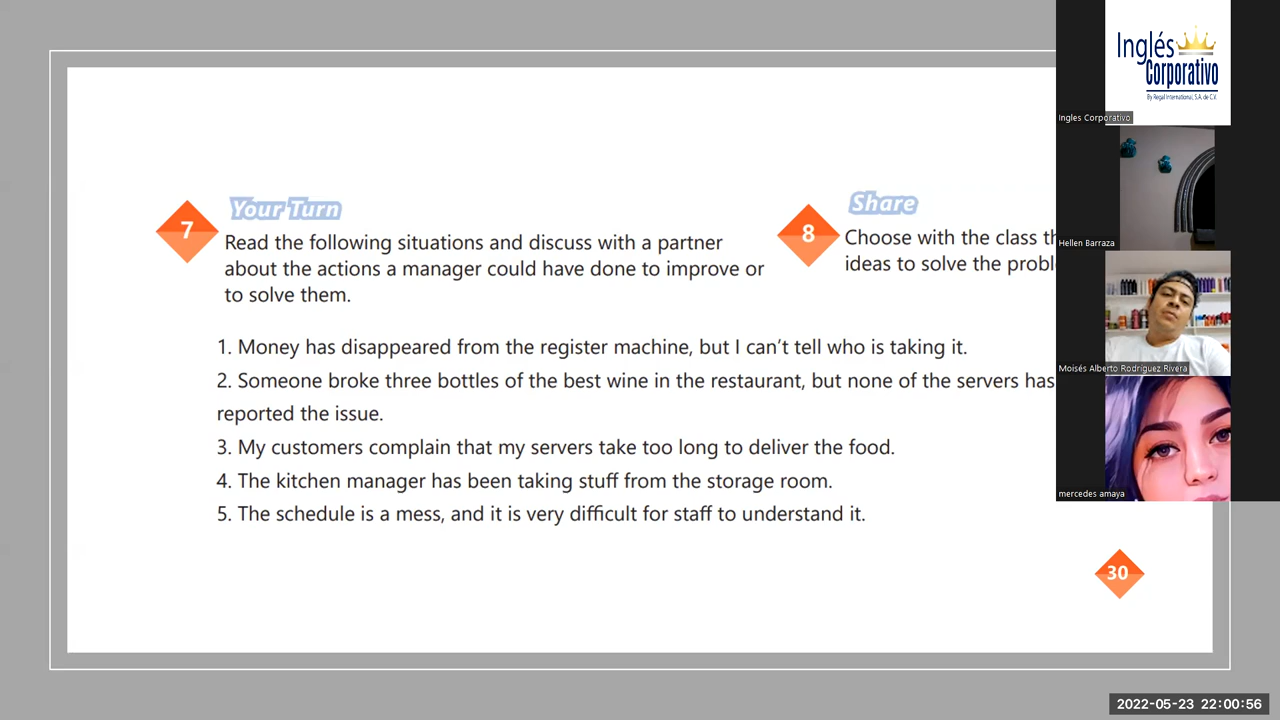 7
Your Turn
Read the following situations and discuss with a partner
about the actions a manager could have done to improve or
to solve them.
8
Share
Choose with the class
ideas to solve the
1. Money has disappeared from the register machine, but I can't tell who is taking it.
2. Someone broke three bottles of the best wine in the restaurant, but none of the servers has
reported the issue.
3. My customers complain that my servers take too long to deliver the food.
4. The kitchen manager has been taking stuff from the storage room.
5. The schedule is a mess, and it is very difficult for staff to understand it.
30
Inglés
Corporativo
By Regal International, S.A. de C.V.
Ingles Corporativo
Hellen Barraza
Moisés Alberto Rodríguez Rivera
mercedes amaya
2022-05-23 22:00:56